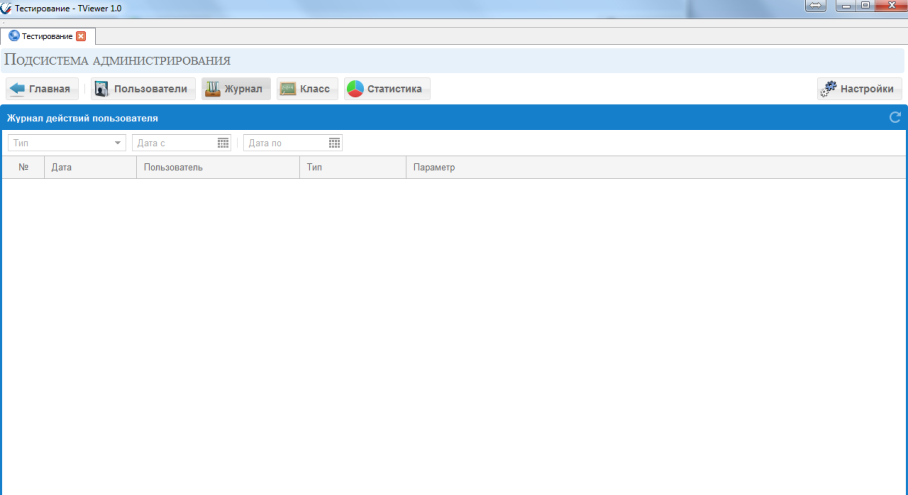 Тестирование - TViewer 1.0
Тестирование
Подсистема администрирования
Главная Пользователи Журнал Класс Статистика Настройки
Журнал действий пользователя
Тип Дата с Дата по
№ Дата Пользователь Тип Параметр